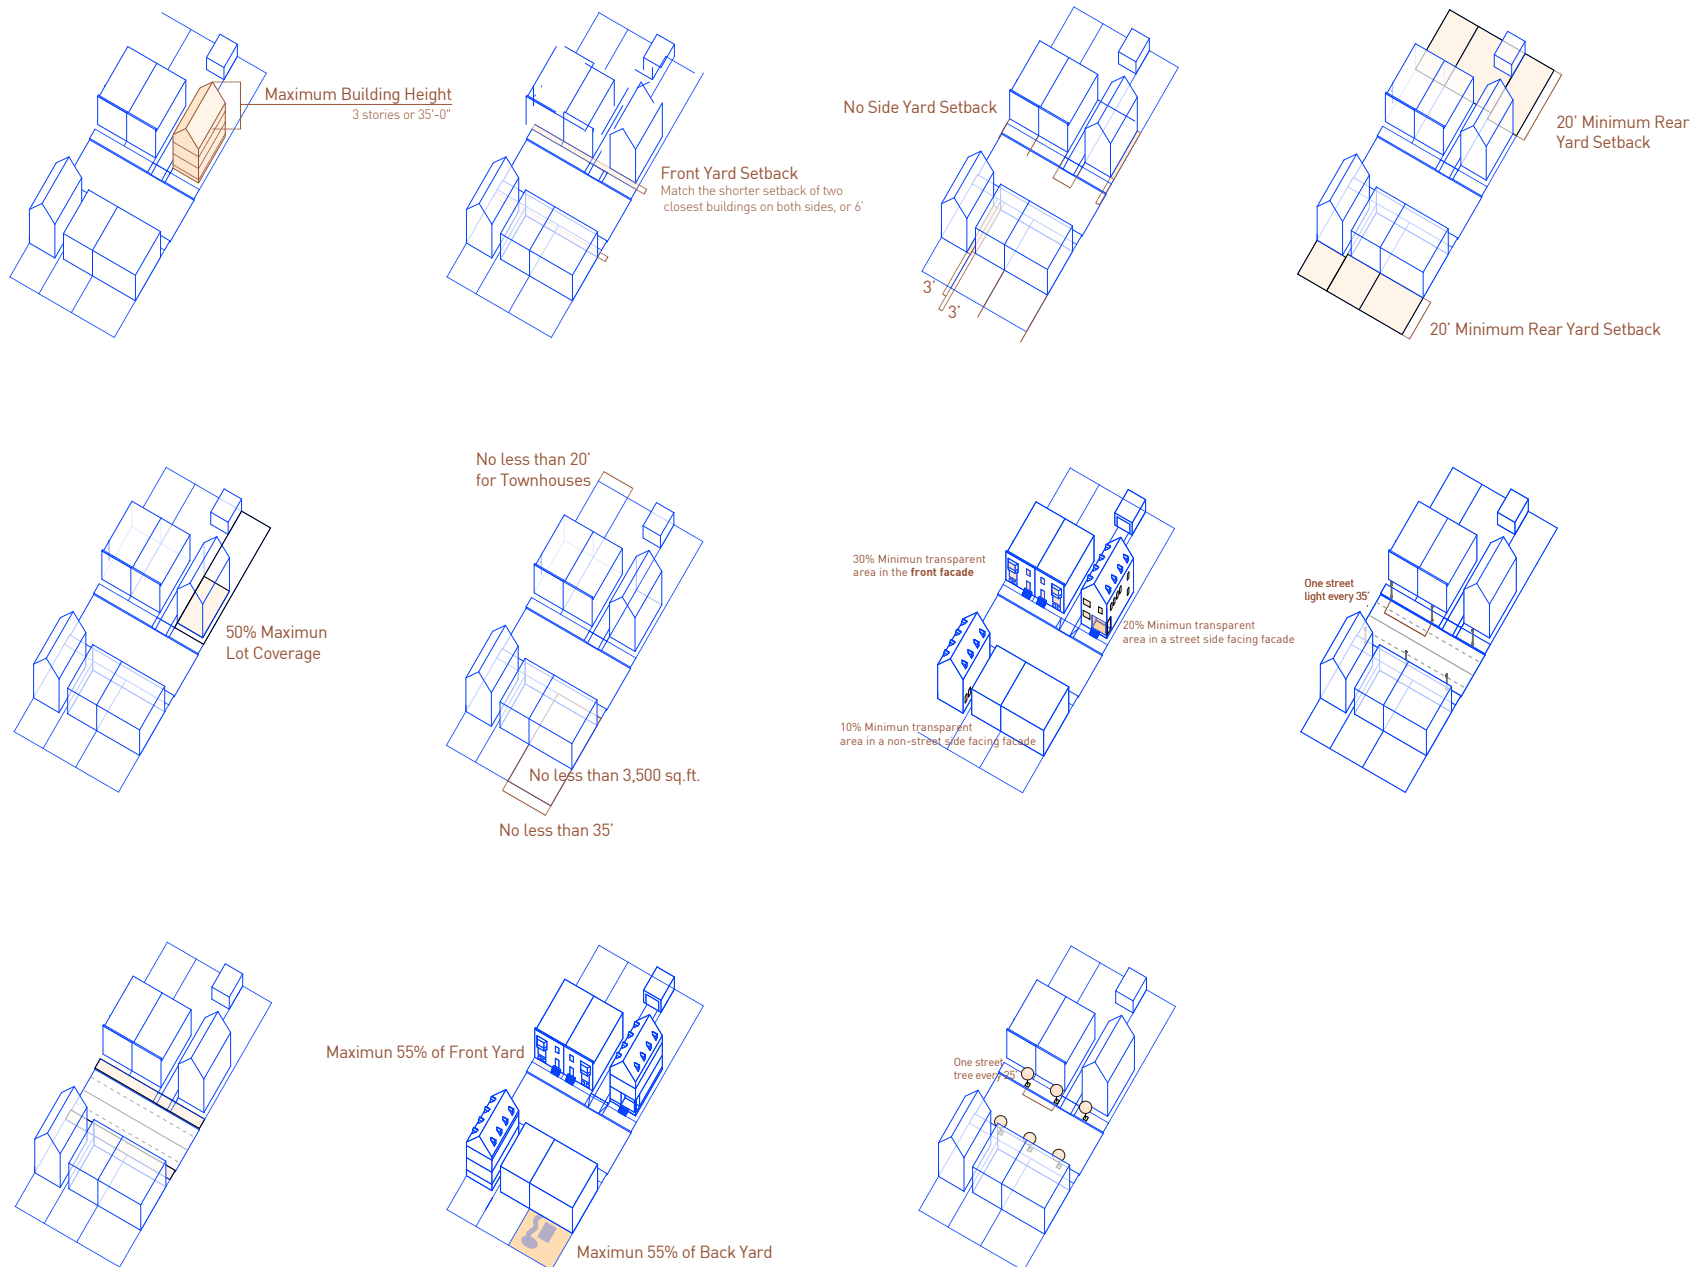 Maximum Building Height
3 stories or 35'-0"
Front Yard Setback
Match the shorter setback of two
closest buildings on both sides, or 6'
No Side Yard Setback
3'
3'
20' Minimum Rear
Yard Setback
20' Minimum Rear Yard Setback
50% Maximun
Lot Coverage
No less than 20'
for Townhouses
No less than 3,500 sq.ft.
No less than 35'
30% Minimun transparent
area in the front facade
20% Minimun transparent
area in a street side facing facade
10% Minimun transparent
area in a non-street side facing facade
One street
light every 35'
Maximun 55% of Front Yard
Maximun 55% of Back Yard
One street
tree every 25'